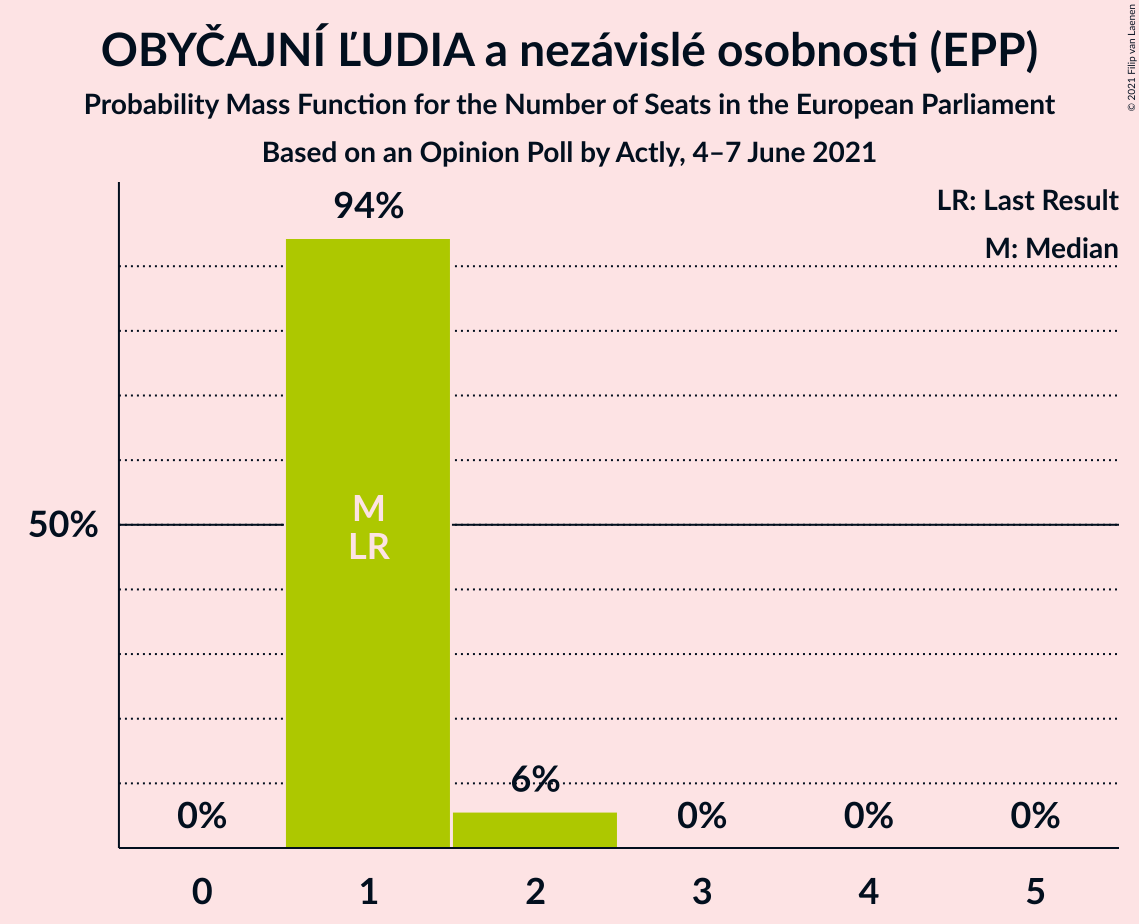 OBYČAJNÍ ĽUDIA a nezávislé osobnosti (EPP)
Probability Mass Function for the Number of Seats in the European Parliament
Based on an Opinion Poll by Actly, 4–7 June 2021
© 2021 Filip van Laenen
LR: Last Result
M: Median
94%
50%
M
LR
6%
0%
0%
0%
0%
0 1 2 3 4 5